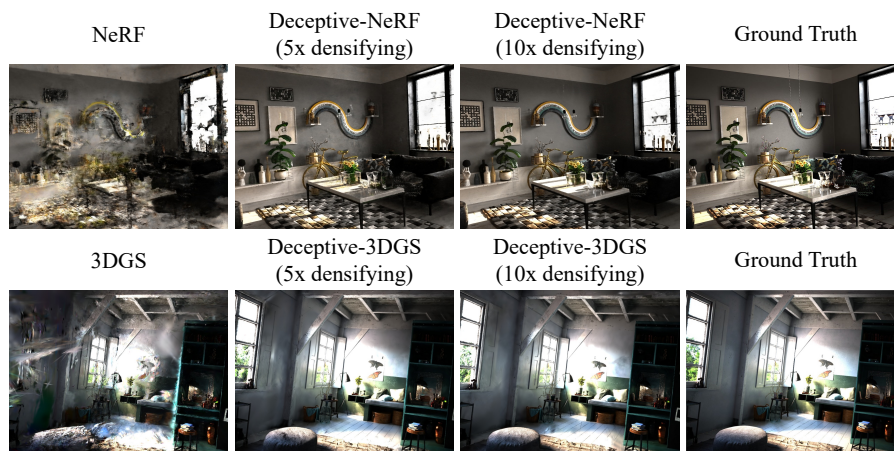 NeRF
Deceptive-NeRF
(5x densifying)
Deceptive-NeRF
(10x densifying)
Ground Truth
3DGS
Deceptive-3DGS
(5x densifying)
Deceptive-3DGS
(10x densifying)
Ground Truth